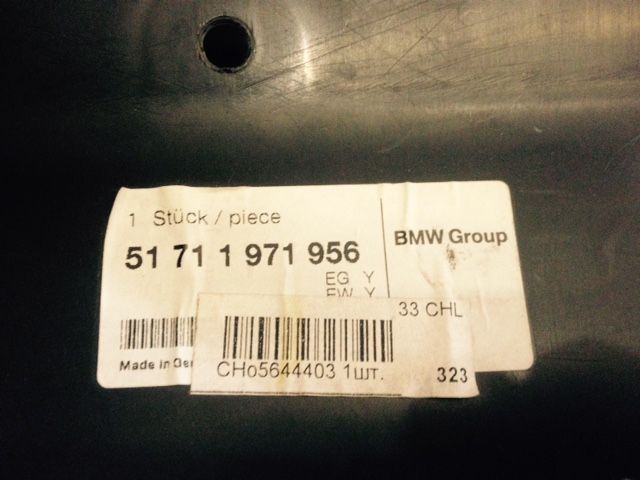 1 Stück / piece
51 71 1 971 956
BMW Group
EG Y
EW Y
33 CHL
Made in Ger
CHo5644403 1шт.
323